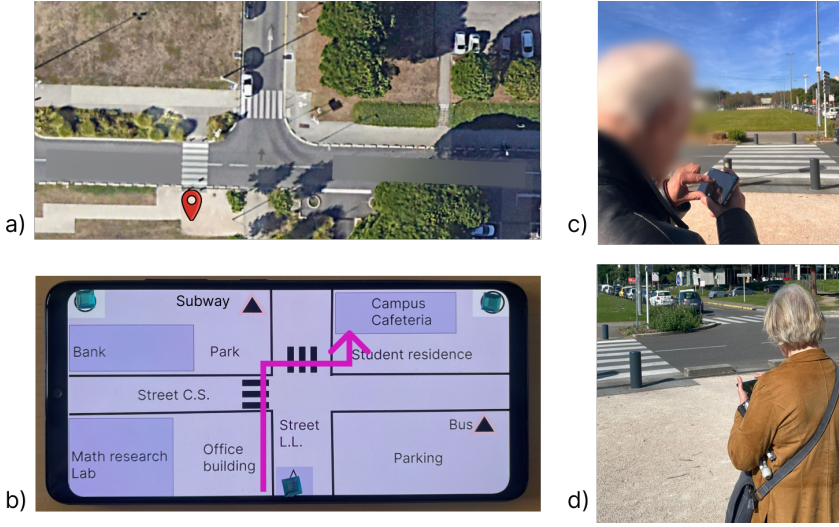 a)
c)
Subway
Campus
Cafeteria
Bank
Park
Student residence
Street C.S.
Street
L.L.
Bus
Math research
Lab
Office
building
Parking
b)
d)